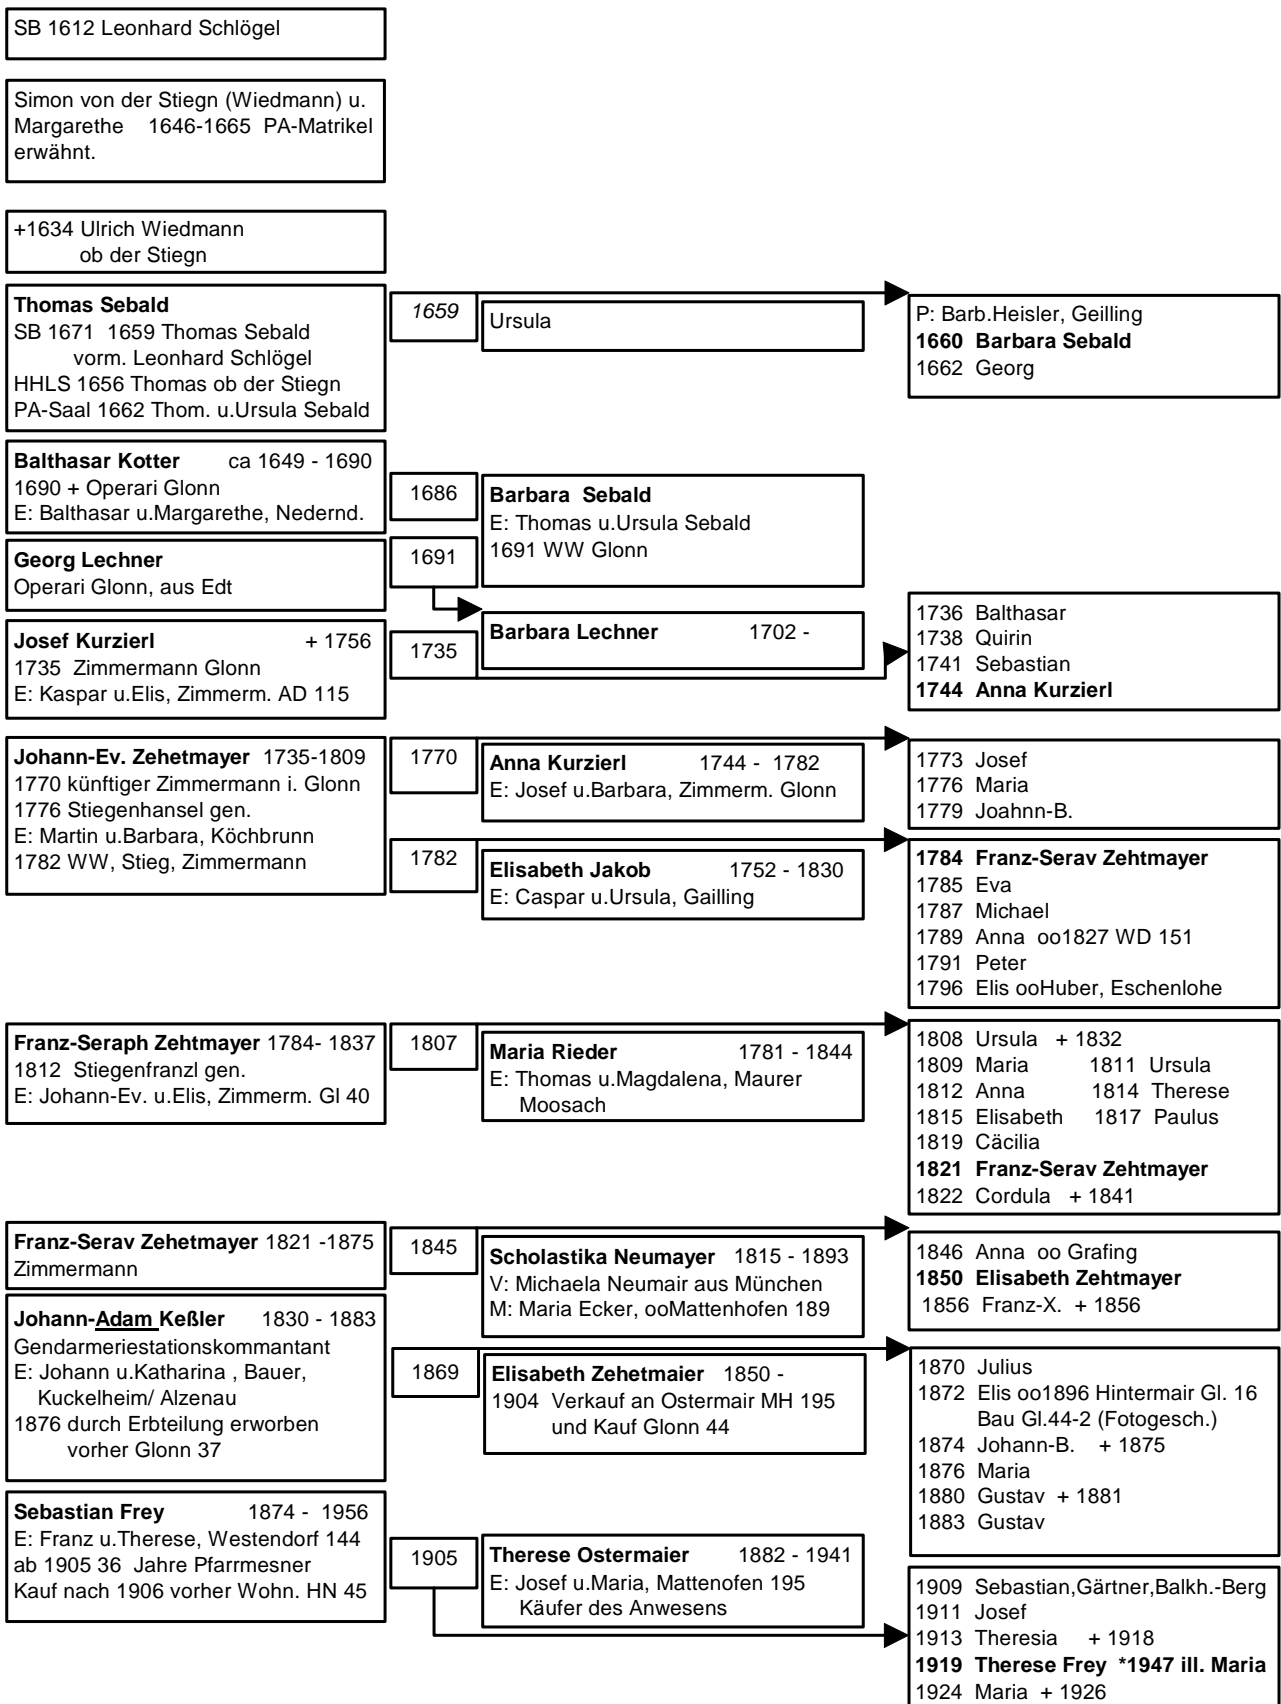 SB 1612 Leonhard Schlögel
Simon von der Stiegn (Wiedmann) u.
Margarethe 1646-1665 PA-Matrikel
erwähnt.
+1634 Ulrich Wiedmann
ob der Stiegn
Thomas Sebald
SB 1671 1659 Thomas Sebald
vorm. Leonhard Schlögel
HHLS 1656 Thomas ob der Stiegn
PA-Saal 1662 Thom. u.Ursula Sebald
1659
Ursula
P: Barb.Heisler, Geilling
1660 Barbara Sebald
1662 Georg
Balthasar Kotter ca 1649 - 1690
1690 + Operari Glonn
E: Balthasar u.Margarethe, Nedernd.
1686
Barbara Sebald
E: Thomas u.Ursula Sebald
1691 WW Glonn
Georg Lechner
Operari Glonn, aus Edt
1691
Barbara Lechner 1702 -
Josef Kurzierl + 1756
1735 Zimmermann Glonn
E: Kaspar u.Elis, Zimmerm. AD 115
1735
1736 Balthasar
1738 Quirin
1741 Sebastian
1744 Anna Kurzierl
Johann-Ev. Zehetmayer 1735-1809
1770 künftiger Zimmermann i. Glonn
1776 Stiegenhansel gen.
E: Martin u.Barbara, Köchbrunn
1782 WW, Stieg, Zimmermann
1770
Anna Kurzierl 1744 - 1782
E: Josef u.Barbara, Zimmerm. Glonn
1773 Josef
1776 Maria
1779 Joahnn-B.
1782
Elisabeth Jakob 1752 - 1830
E: Caspar u.Ursula, Gailling
1784 Franz-Serav Zehtmayer
1785 Eva
1787 Michael
1789 Anna oo1827 WD 151
1791 Peter
1796 Elis ooHuber, Eschenlohe
Franz-Seraph Zehtmayer 1784- 1837
1812 Stiegenfranzl gen.
E: Johann-Ev. u.Elis, Zimmerm. Gl 40
1807
Maria Rieder 1781 - 1844
E: Thomas u.Magdalena, Maurer
Moosach
1808 Ursula + 1832
1809 Maria 1811 Ursula
1812 Anna 1814 Therese
1815 Elisabeth 1817 Paulus
1819 Cäcilia
1821 Franz-Serav Zehtmayer
1822 Cordula + 1841
Franz-Serav Zehetmayer 1821 -1875
Zimmermann
1845
Scholastika Neumayer 1815 - 1893
V: Michaela Neumair aus München
M: Maria Ecker, ooMattenhofen 189
1846 Anna oo Grafing
1850 Elisabeth Zehtmayer
1856 Franz-X. + 1856
Johann-Adam Keßler 1830 - 1883
Gendarmeriestationskommantant
E: Johann u.Katharina , Bauer,
Kuckelheim/ Alzenau
1876 durch Erbteilung erworben
vorher Glonn 37
1869
Elisabeth Zehetmaier 1850 -
1904 Verkauf an Ostermair MH 195
und Kauf Glonn 44
1870 Julius
1872 Elis oo1896 Hintermair Gl. 16
Bau Gl.44-2 (Fotogesch.)
1874 Johann-B. + 1875
1876 Maria
1880 Gustav + 1881
1883 Gustav
Sebastian Frey 1874 - 1956
E: Franz u.Therese, Westendorf 144
ab 1905 36 Jahre Pfarrmesner
Kauf nach 1906 vorher Wohn. HN 45
1905
Therese Ostermaier 1882 - 1941
E: Josef u.Maria, Mattenofen 195
Käufer des Anwesens
1909 Sebastian,Gärtner,Balkh.-Berg
1911 Josef
1913 Theresia + 1918
1919 Therese Frey *1947 ill. Maria
1924 Maria + 1926